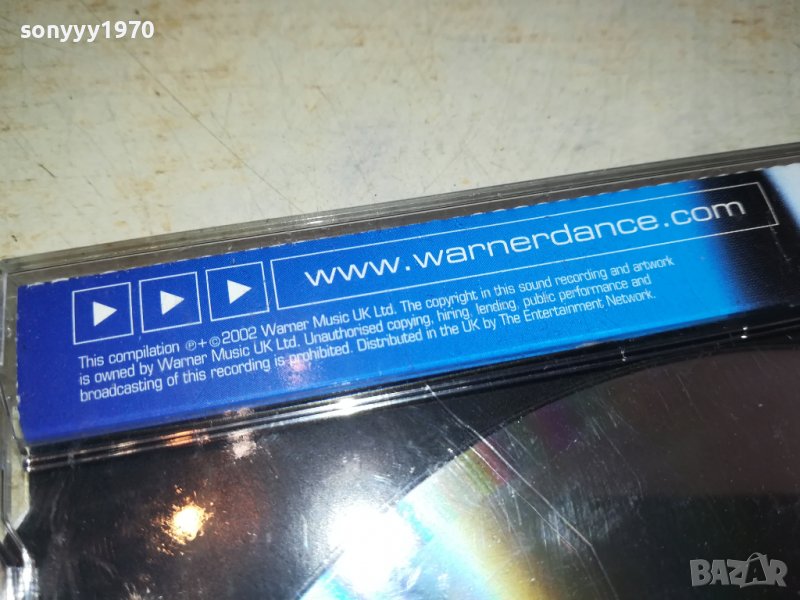 sonyyy1970
www.warnerdance.com
This compilation ℗+©2002 Warner Music UK Ltd. The copyright in this sound recording and artwork
is owned by Warner Music UK Ltd. Unauthorised copying, hiring, lending, public performance and
broadcasting of this recording is prohibited. Distributed in the UK by The Entertainment Network.
BAZAR